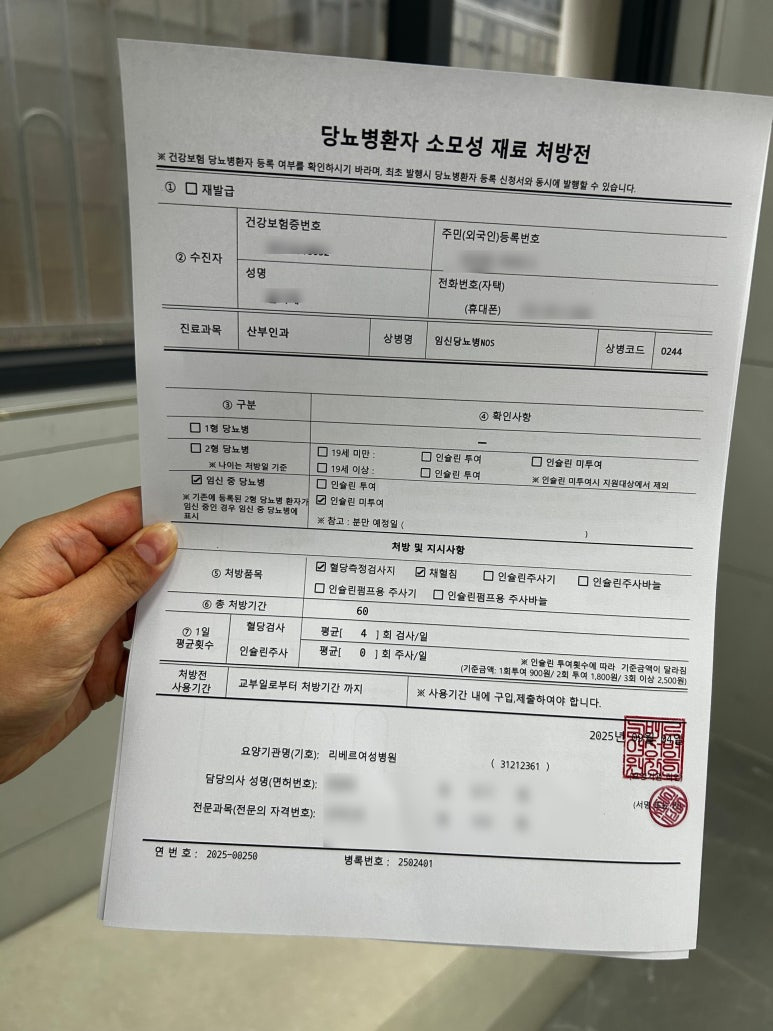 당뇨병환자 소모성 재료 처방전
※ 건강보험 당뇨병환자 등록 여부를 확인하시기 바라며, 최초 발행시 당뇨병환자 등록 신청서와 동시에 발행할 수 있습니다.
① □ 재발급
② 수진자
건강보험증번호
주민(외국인)등록번호
성명
전화번호(자택)
(휴대폰)
진료과목 산부인과 상병명 임신당뇨병NOS 상병코드 O244
③ 구분 ④ 확인사항
□ 1형 당뇨병 —
□ 2형 당뇨병
※ 나이는 처방일 기준
□ 19세 미만 : □ 인슐린 투여 □ 인슐린 미투여
□ 19세 이상 : □ 인슐린 투여 ※ 인슐린 미투여시 지원대상에서 제외
☑ 임신 중 당뇨병
※ 기존에 등록된 2형 당뇨병 환자가
임신 중인 경우 임신 중 당뇨병에
표시
□ 인슐린 투여
☑ 인슐린 미투여
※ 참고 : 분만 예정일 ( )
처방 및 지시사항
⑤ 처방품목
☑ 혈당측정검사지 ☑ 채혈침 □ 인슐린주사기 □ 인슐린주사바늘
□ 인슐린펌프용 주사기 □ 인슐린펌프용 주사바늘
⑥ 총 처방기간 60
⑦ 1일
평균횟수
혈당검사 평균[ 4 ]회 검사/일
인슐린주사 평균[ 0 ]회 주사/일
※ 인슐린 투여횟수에 따라 기준금액이 달라짐
(기준금액: 1회투여 900원/ 2회 투여 1,800원/ 3회 이상 2,500원)
처방전
사용기간
교부일로부터 처방기간 까지 ※ 사용기간 내에 구입,제출하여야 합니다.
2025년
요양기관명(기호): 리베르여성병원 ( 31212361 )
담당의사 성명(면허번호):
전문과목(전문의 자격번호):
연 번 호 : 2025-00250 병록번호 : 2502401